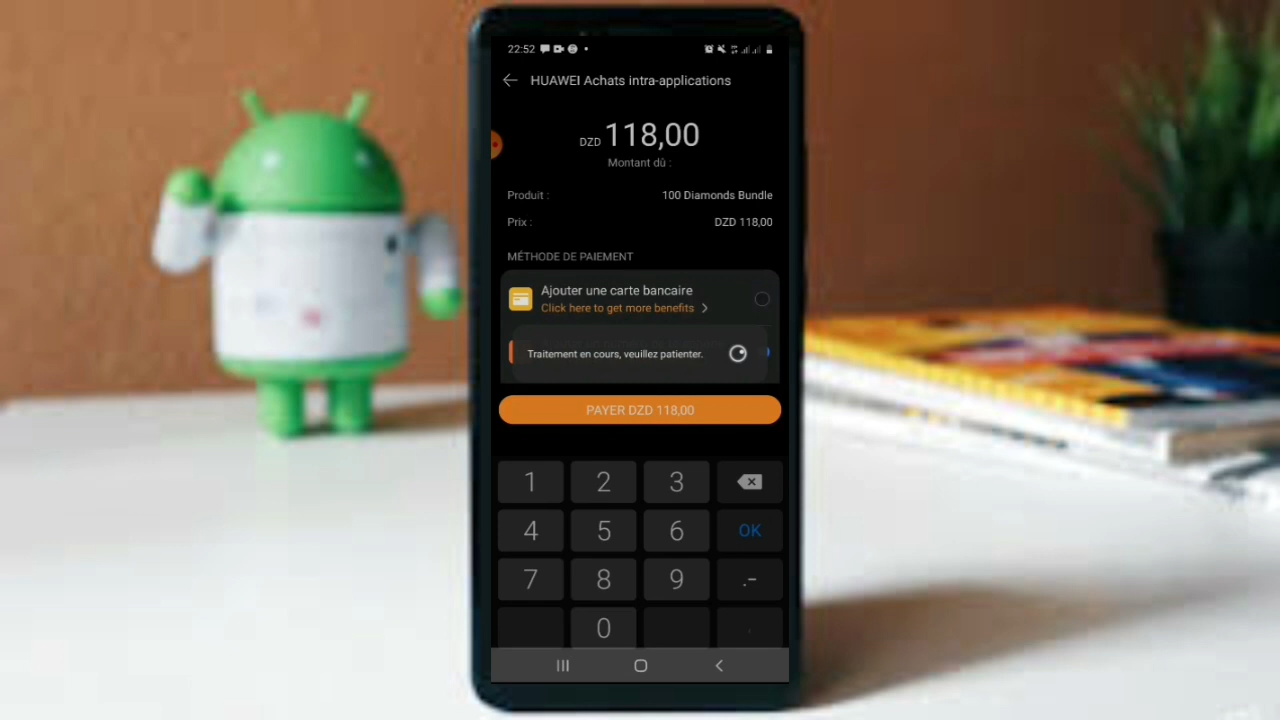 22:52
HUAWEI Achats intra-applications
DZD 118,00
Montant dû :
Produit : 100 Diamonds Bundle
Prix : DZD 118,00
MÉTHODE DE PAIEMENT
Ajouter une carte bancaire
Click here to get more benefits
Traitement en cours, veuillez patienter.
PAYER DZD 118,00
1 2 3
4 5 6 OK
7 8 9 .-
0